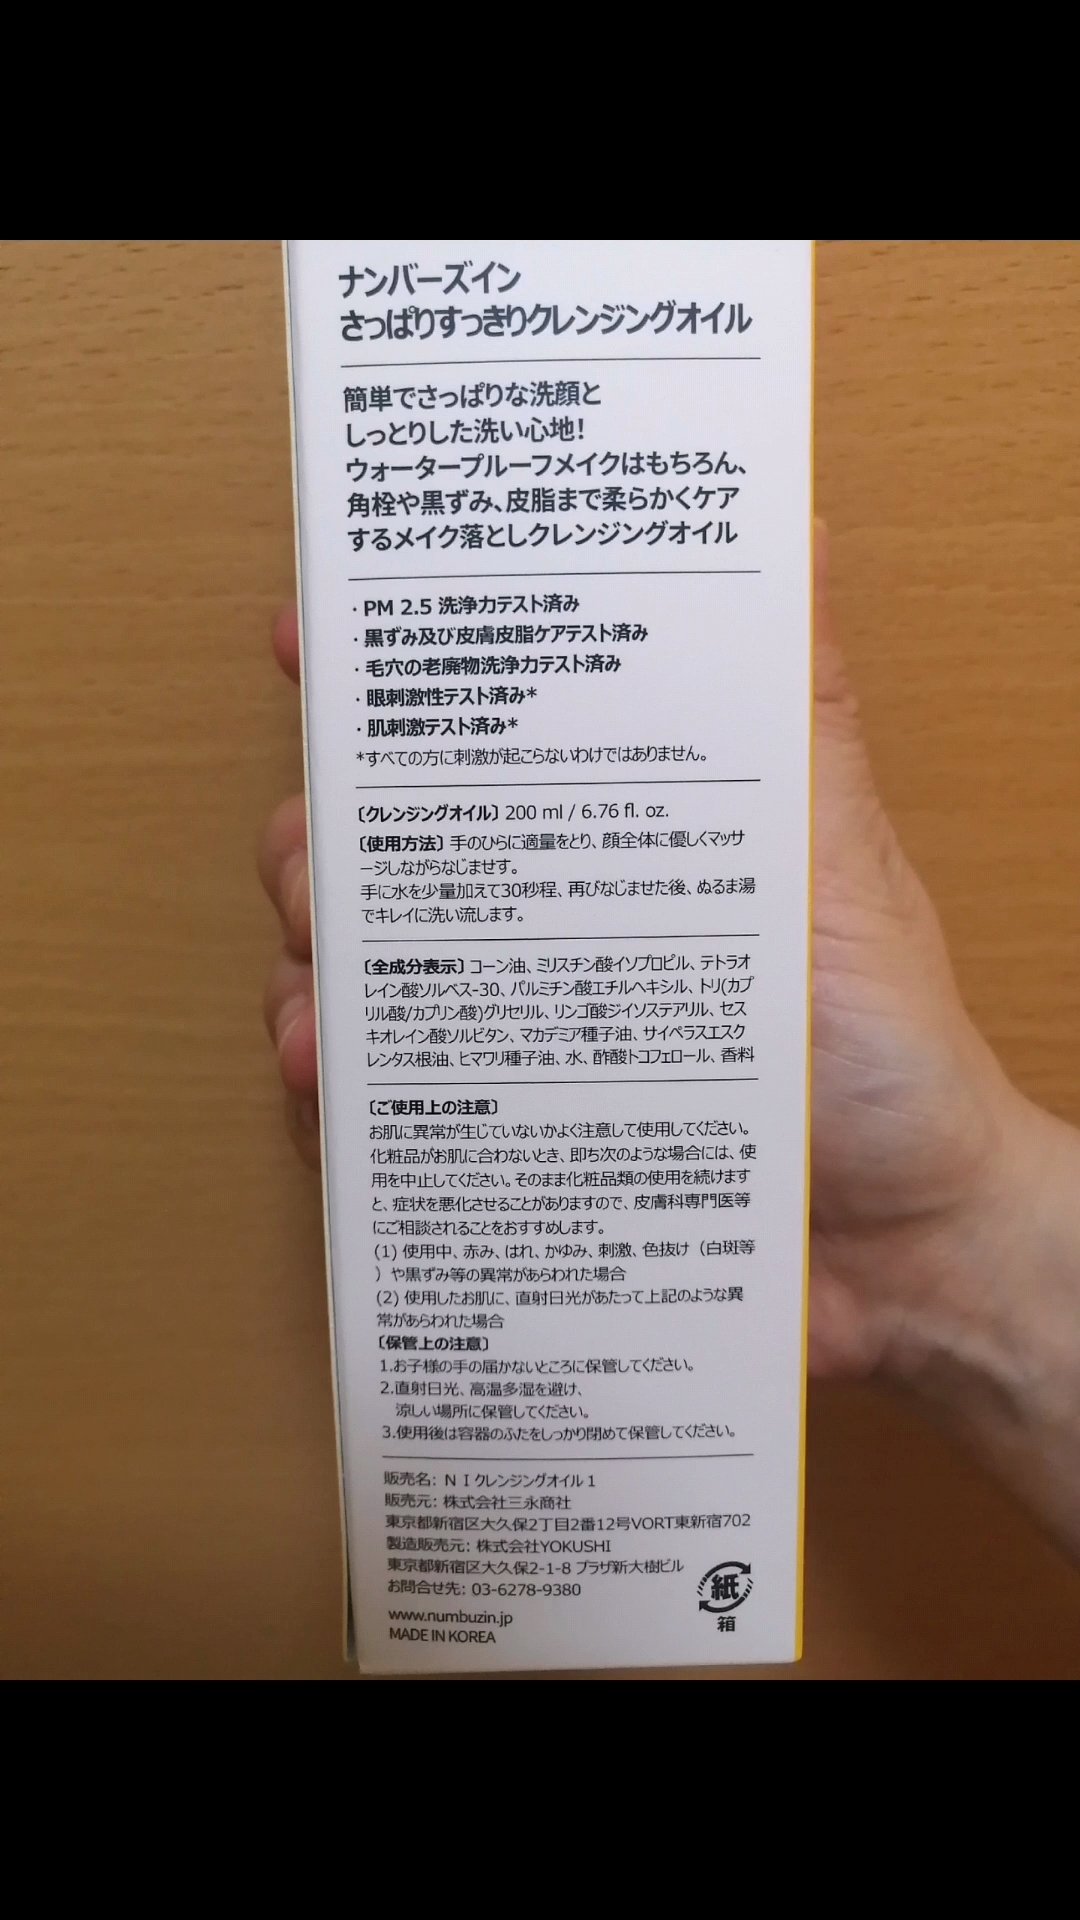 ナンバーズイン
さっぱりすっきりクレンジングオイル
簡単でさっぱりな洗顔と
しっとりした洗い心地!
ウォータープルーフメイクはもちろん、
角栓や黒ずみ、皮脂まで柔らかくケア
するメイク落としクレンジングオイル
・PM 2.5 洗浄力テスト済み
・黒ずみ及び皮膚皮脂ケアテスト済み
・毛穴の老廃物洗浄力テスト済み
・眼刺激性テスト済み*
・肌刺激テスト済み*
*すべての方に刺激が起こらないわけではありません。
〔クレンジングオイル〕 200 ml / 6.76 fl. oz.
〔使用方法〕 手のひらに適量をとり、顔全体に優しくマッサ
ージしながらなじませす。
手に水を少量加えて30秒程、再びなじませた後、ぬるま湯
でキレイに洗い流します。
〔全成分表示〕 コーン油、ミリスチン酸イソプロピル、テトラオ
レイン酸ソルベス-30、パルミチン酸エチルヘキシル、トリ(カプ
リル酸/カプリン酸)グリセリル、リンゴ酸ジイソステアリル、セス
キオレイン酸ソルビタン、マカデミア種子油、サイペラスエスク
レンタス根油、ヒマワリ種子油、水、酢酸トコフェロール、香料
〔ご使用上の注意〕
お肌に異常が生じていないかよく注意して使用してください。
化粧品がお肌に合わないとき、即ち次のような場合には、使
用を中止してください。そのまま化粧品類の使用を続けます
と、症状を悪化させることがありますので、皮膚科専門医等
にご相談されることをおすすめします。
(1) 使用中、赤み、はれ、かゆみ、刺激、色抜け（白斑等
）や黒ずみ等の異常があらわれた場合
(2) 使用したお肌に、直射日光があたって上記のような異
常があらわれた場合
〔保管上の注意〕
1.お子様の手の届かないところに保管してください。
2.直射日光、高温多湿を避け、
涼しい場所に保管してください。
3.使用後は容器のふたをしっかり閉めて保管してください。
販売名: ＮＩクレンジングオイル 1
販売元: 株式会社三永商社
東京都新宿区大久保2丁目2番12号VORT東新宿702
製造販売元: 株式会社YOKUSHI
東京都新宿区大久保2-1-8 プラザ新大樹ビル
お問合せ先: 03-6278-9380
www.numbuzin.jp
MADE IN KOREA
紙
箱